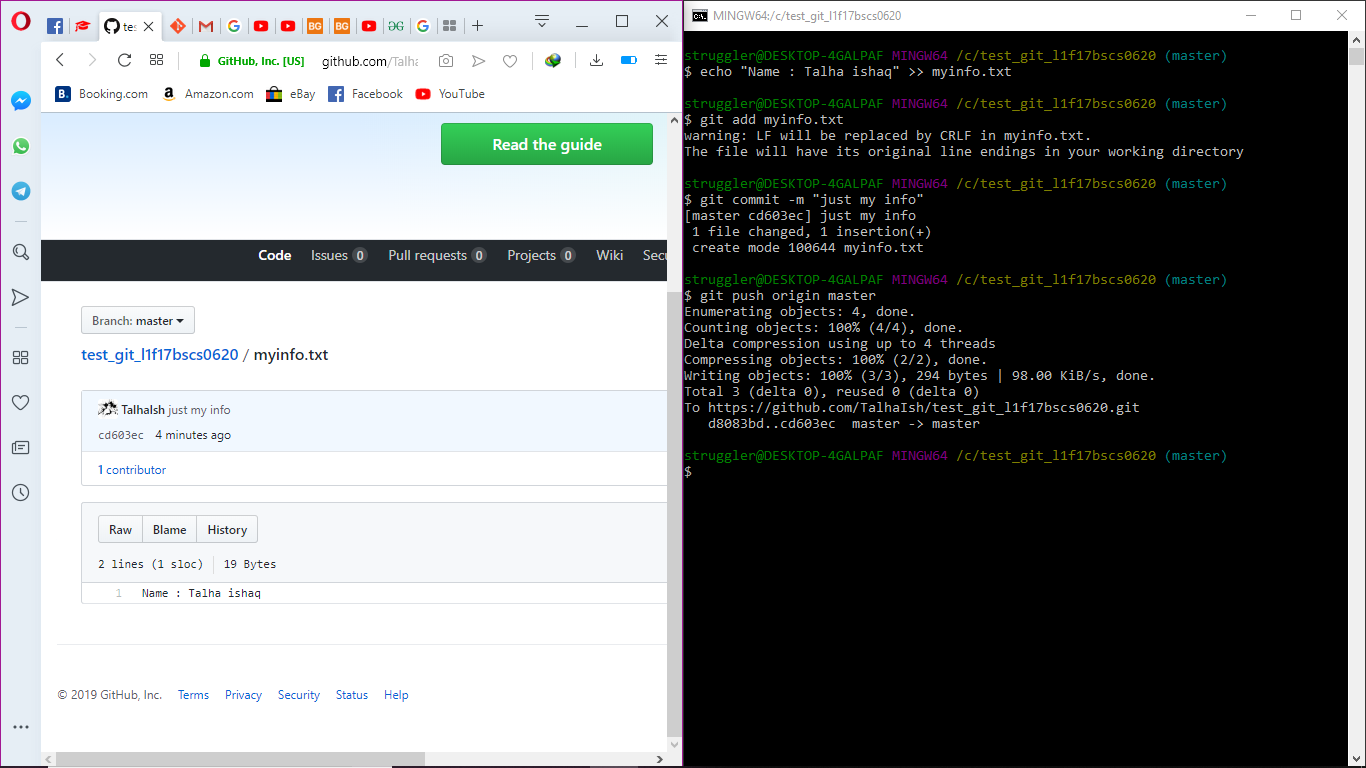 tes
BG
BG
GitHub, Inc. [US]
github.com/Talha
B.
Booking.com
a
Amazon.com
eBay
Facebook
YouTube
Read the guide
Code
Issues 0
Pull requests 0
Projects 0
Wiki
Secu
Branch: master
test_git_l1f17bscs0620 / myinfo.txt
TalhaIsh just my info
cd603ec 4 minutes ago
1 contributor
Raw
Blame
History
2 lines (1 sloc)
19 Bytes
1 Name : Talha ishaq
© 2019 GitHub, Inc.
Terms
Privacy
Security
Status
Help
MINGW64:/c/test_git_l1f17bscs0620
struggler@DESKTOP-4GALPAF MINGW64 /c/test_git_l1f17bscs0620 (master)
$ echo "Name : Talha ishaq" >> myinfo.txt
struggler@DESKTOP-4GALPAF MINGW64 /c/test_git_l1f17bscs0620 (master)
$ git add myinfo.txt
warning: LF will be replaced by CRLF in myinfo.txt.
The file will have its original line endings in your working directory
struggler@DESKTOP-4GALPAF MINGW64 /c/test_git_l1f17bscs0620 (master)
$ git commit -m "just my info"
[master cd603ec] just my info
1 file changed, 1 insertion(+)
create mode 100644 myinfo.txt
struggler@DESKTOP-4GALPAF MINGW64 /c/test_git_l1f17bscs0620 (master)
$ git push origin master
Enumerating objects: 4, done.
Counting objects: 100% (4/4), done.
Delta compression using up to 4 threads
Compressing objects: 100% (2/2), done.
Writing objects: 100% (3/3), 294 bytes | 98.00 KiB/s, done.
Total 3 (delta 0), reused 0 (delta 0)
To https://github.com/TalhaIsh/test_git_l1f17bscs0620.git
d8083bd..cd603ec master -> master
struggler@DESKTOP-4GALPAF MINGW64 /c/test_git_l1f17bscs0620 (master)
$